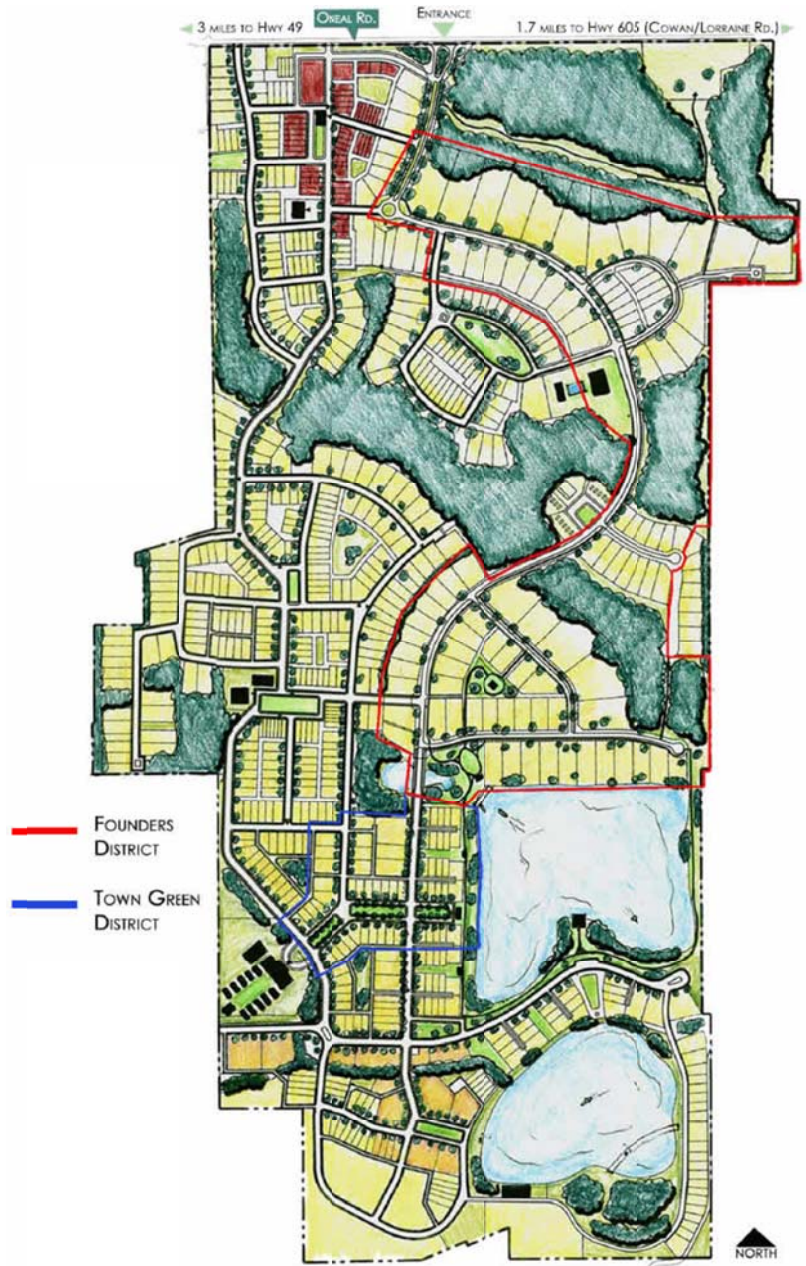 ONEAL RD.
ENTRANCE
3 MILES TO HWY 49
1.7 MILES TO HWY 605 (COWAN/LORRAINE RD.)
FOUNDERS
DISTRICT
TOWN GREEN
DISTRICT
NORTH